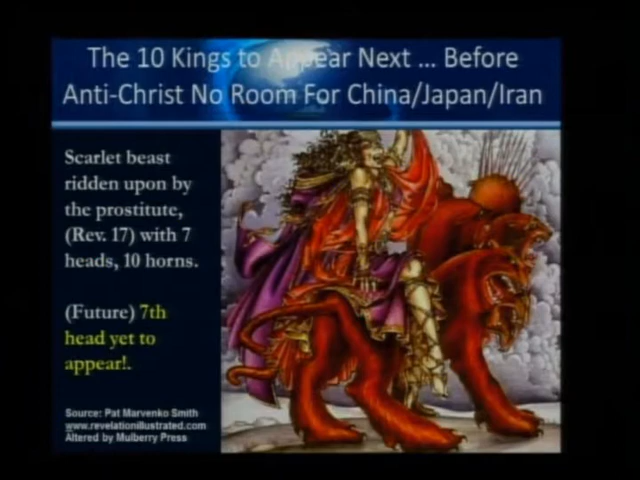 The 10 Kings to Appear Next ... Before
Anti-Christ No Room For China/Japan/Iran
Scarlet beast
ridden upon by
the prostitute,
(Rev. 17) with 7
heads, 10 horns.
(Future) 7th
head yet to
appear!.
Source: Pat Marvenko Smith
www.revelationillustrated.com
Altered by Mulberry Press